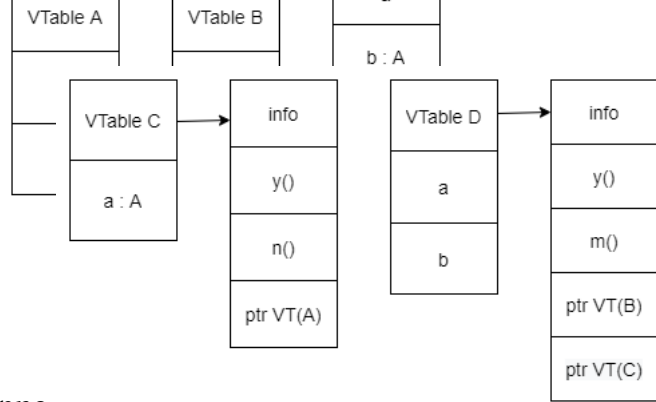 VTable A
VTable B
b : A
VTable C
a : A
info
y()
n()
ptr VT(A)
VTable D
a
b
info
y()
m()
ptr VT(B)
ptr VT(C)